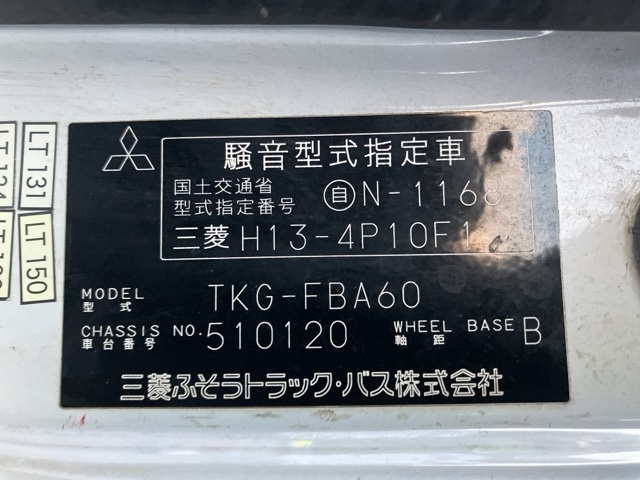 騒音型式指定車
国土交通省
型式指定番号
自N-1168
三菱 H13-4P10F1
MODEL
型式
TKG-FBA60
CHASSIS NO.
車台番号
510120
WHEEL BASE
軸距
B
三菱ふそうトラック・バス株式会社
LT 131
LT 150